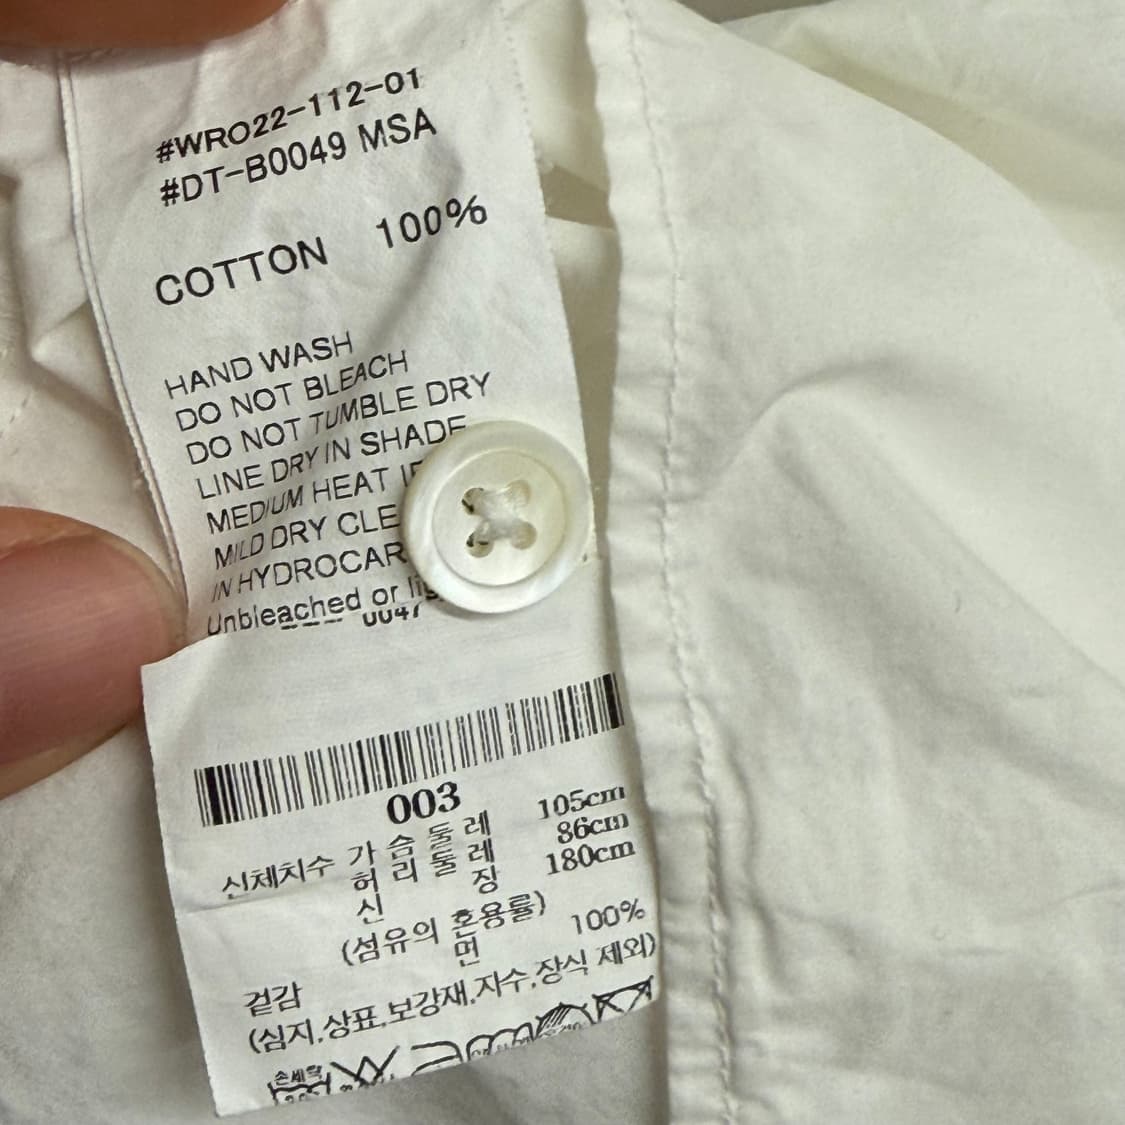 #WRO22-112-01
#DT-B0049 MSA
COTTON 100%
HAND WASH
DO NOT BLEACH
DO NOT TUMBLE DRY
LINE DRY IN SHADE
MEDIUM HEAT
MILD DRY CLE
IN HYDROCAR
Unbleached or
003
신체치수 가슴둘레 105cm
허리둘레 86cm
신장 180cm
(섬유의 혼용률)
겉감 면 100%
(심지,상표,보강재,자수,장식 제외)
손세탁